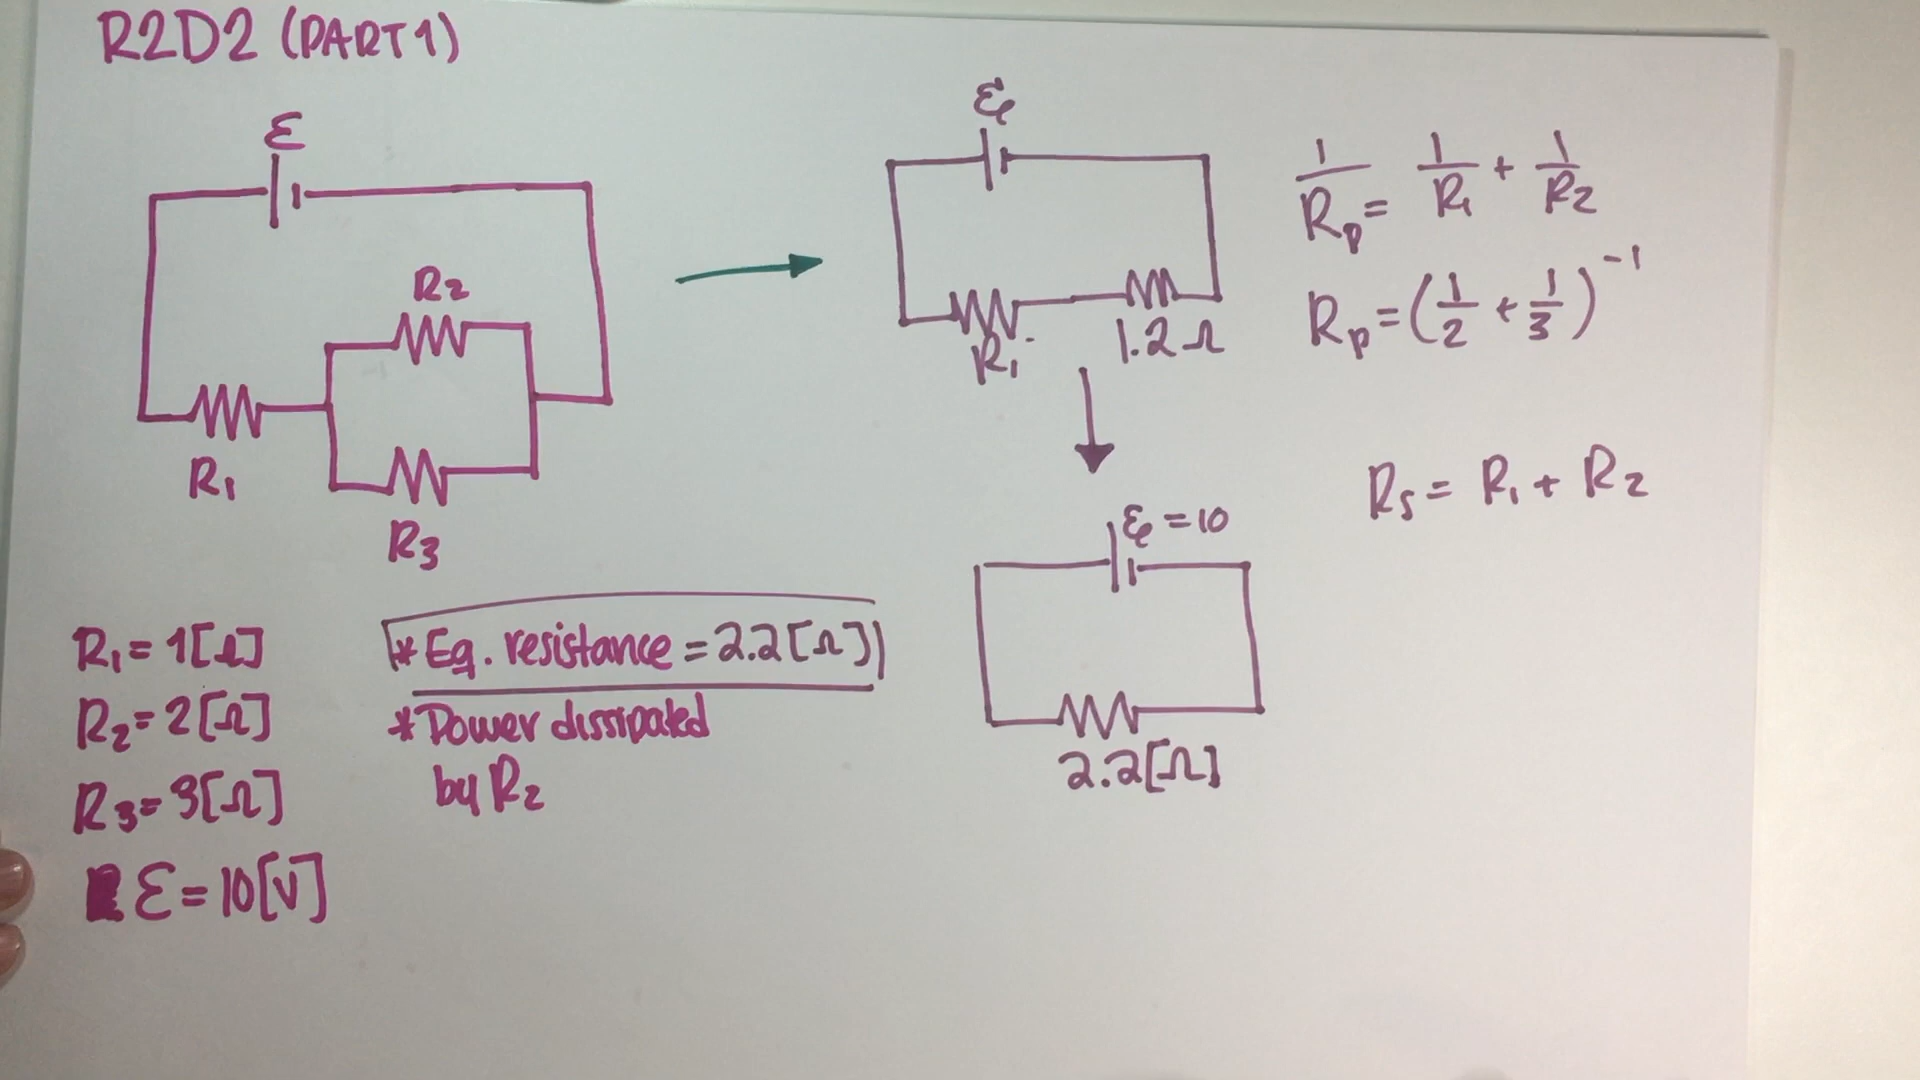 R2D2 (PART 1)
ε
R2
R1
R3
R1 = 1[Ω]
R2 = 2[Ω]
R3 = 3[Ω]
ε = 10[V]
* Eq. resistance = 2.2[Ω]
* Power dissipated
by R2
ε
R1
1.2Ω
ε = 10
2.2[Ω]
1/Rp = 1/R1 + 1/R2
Rp = (1/2 + 1/3)⁻¹
Rs = R1 + R2